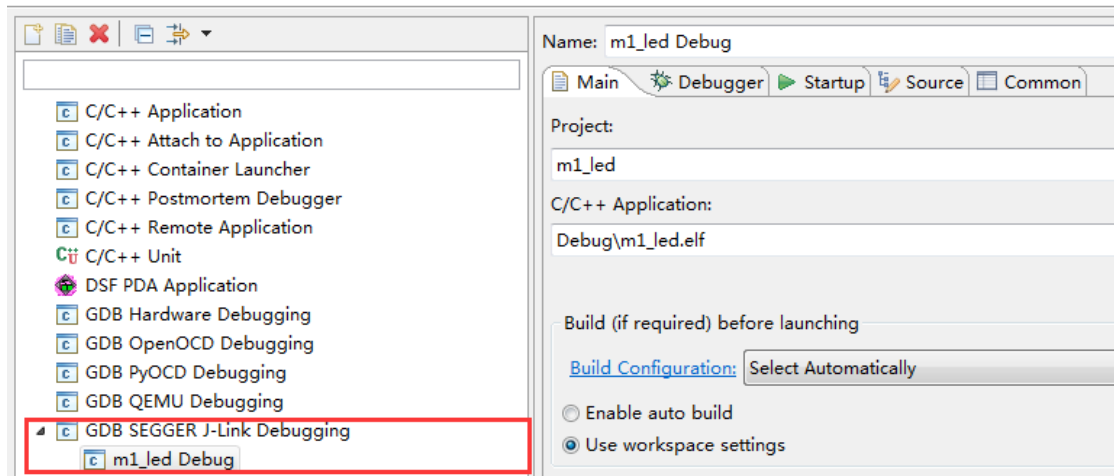 Name: m1_led Debug
Main Debugger Startup Source Common
C/C++ Application
C/C++ Attach to Application
C/C++ Container Launcher
C/C++ Postmortem Debugger
C/C++ Remote Application
C/C++ Unit
DSF PDA Application
GDB Hardware Debugging
GDB OpenOCD Debugging
GDB PyOCD Debugging
GDB QEMU Debugging
GDB SEGGER J-Link Debugging
m1_led Debug
Project:
m1_led
C/C++ Application:
Debug\m1_led.elf
Build (if required) before launching
Build Configuration: Select Automatically
Enable auto build
Use workspace settings